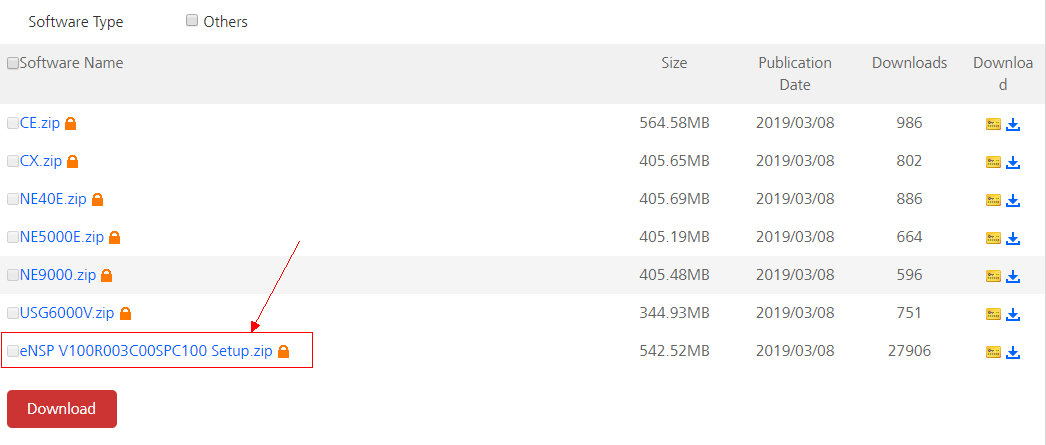 Software Type Others
Software Name Size Publication Date Downloads Download
CE.zip 564.58MB 2019/03/08 986
CX.zip 405.65MB 2019/03/08 802
NE40E.zip 405.69MB 2019/03/08 886
NE5000E.zip 405.19MB 2019/03/08 664
NE9000.zip 405.48MB 2019/03/08 596
USG6000V.zip 344.93MB 2019/03/08 751
eNSP V100R003C00SPC100 Setup.zip 542.52MB 2019/03/08 27906
Download